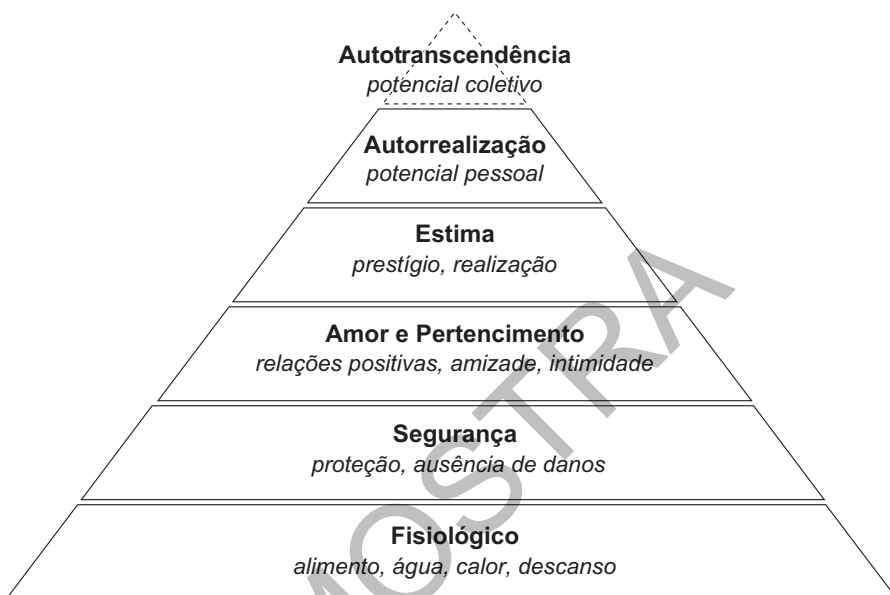 Autotranscendência
potencial coletivo
Autorrealização
potencial pessoal
Estima
prestígio, realização
Amor e Pertencimento
relações positivas, amizade, intimidade
Segurança
proteção, ausência de danos
Fisiológico
alimento, água, calor, descanso
MOSTRA